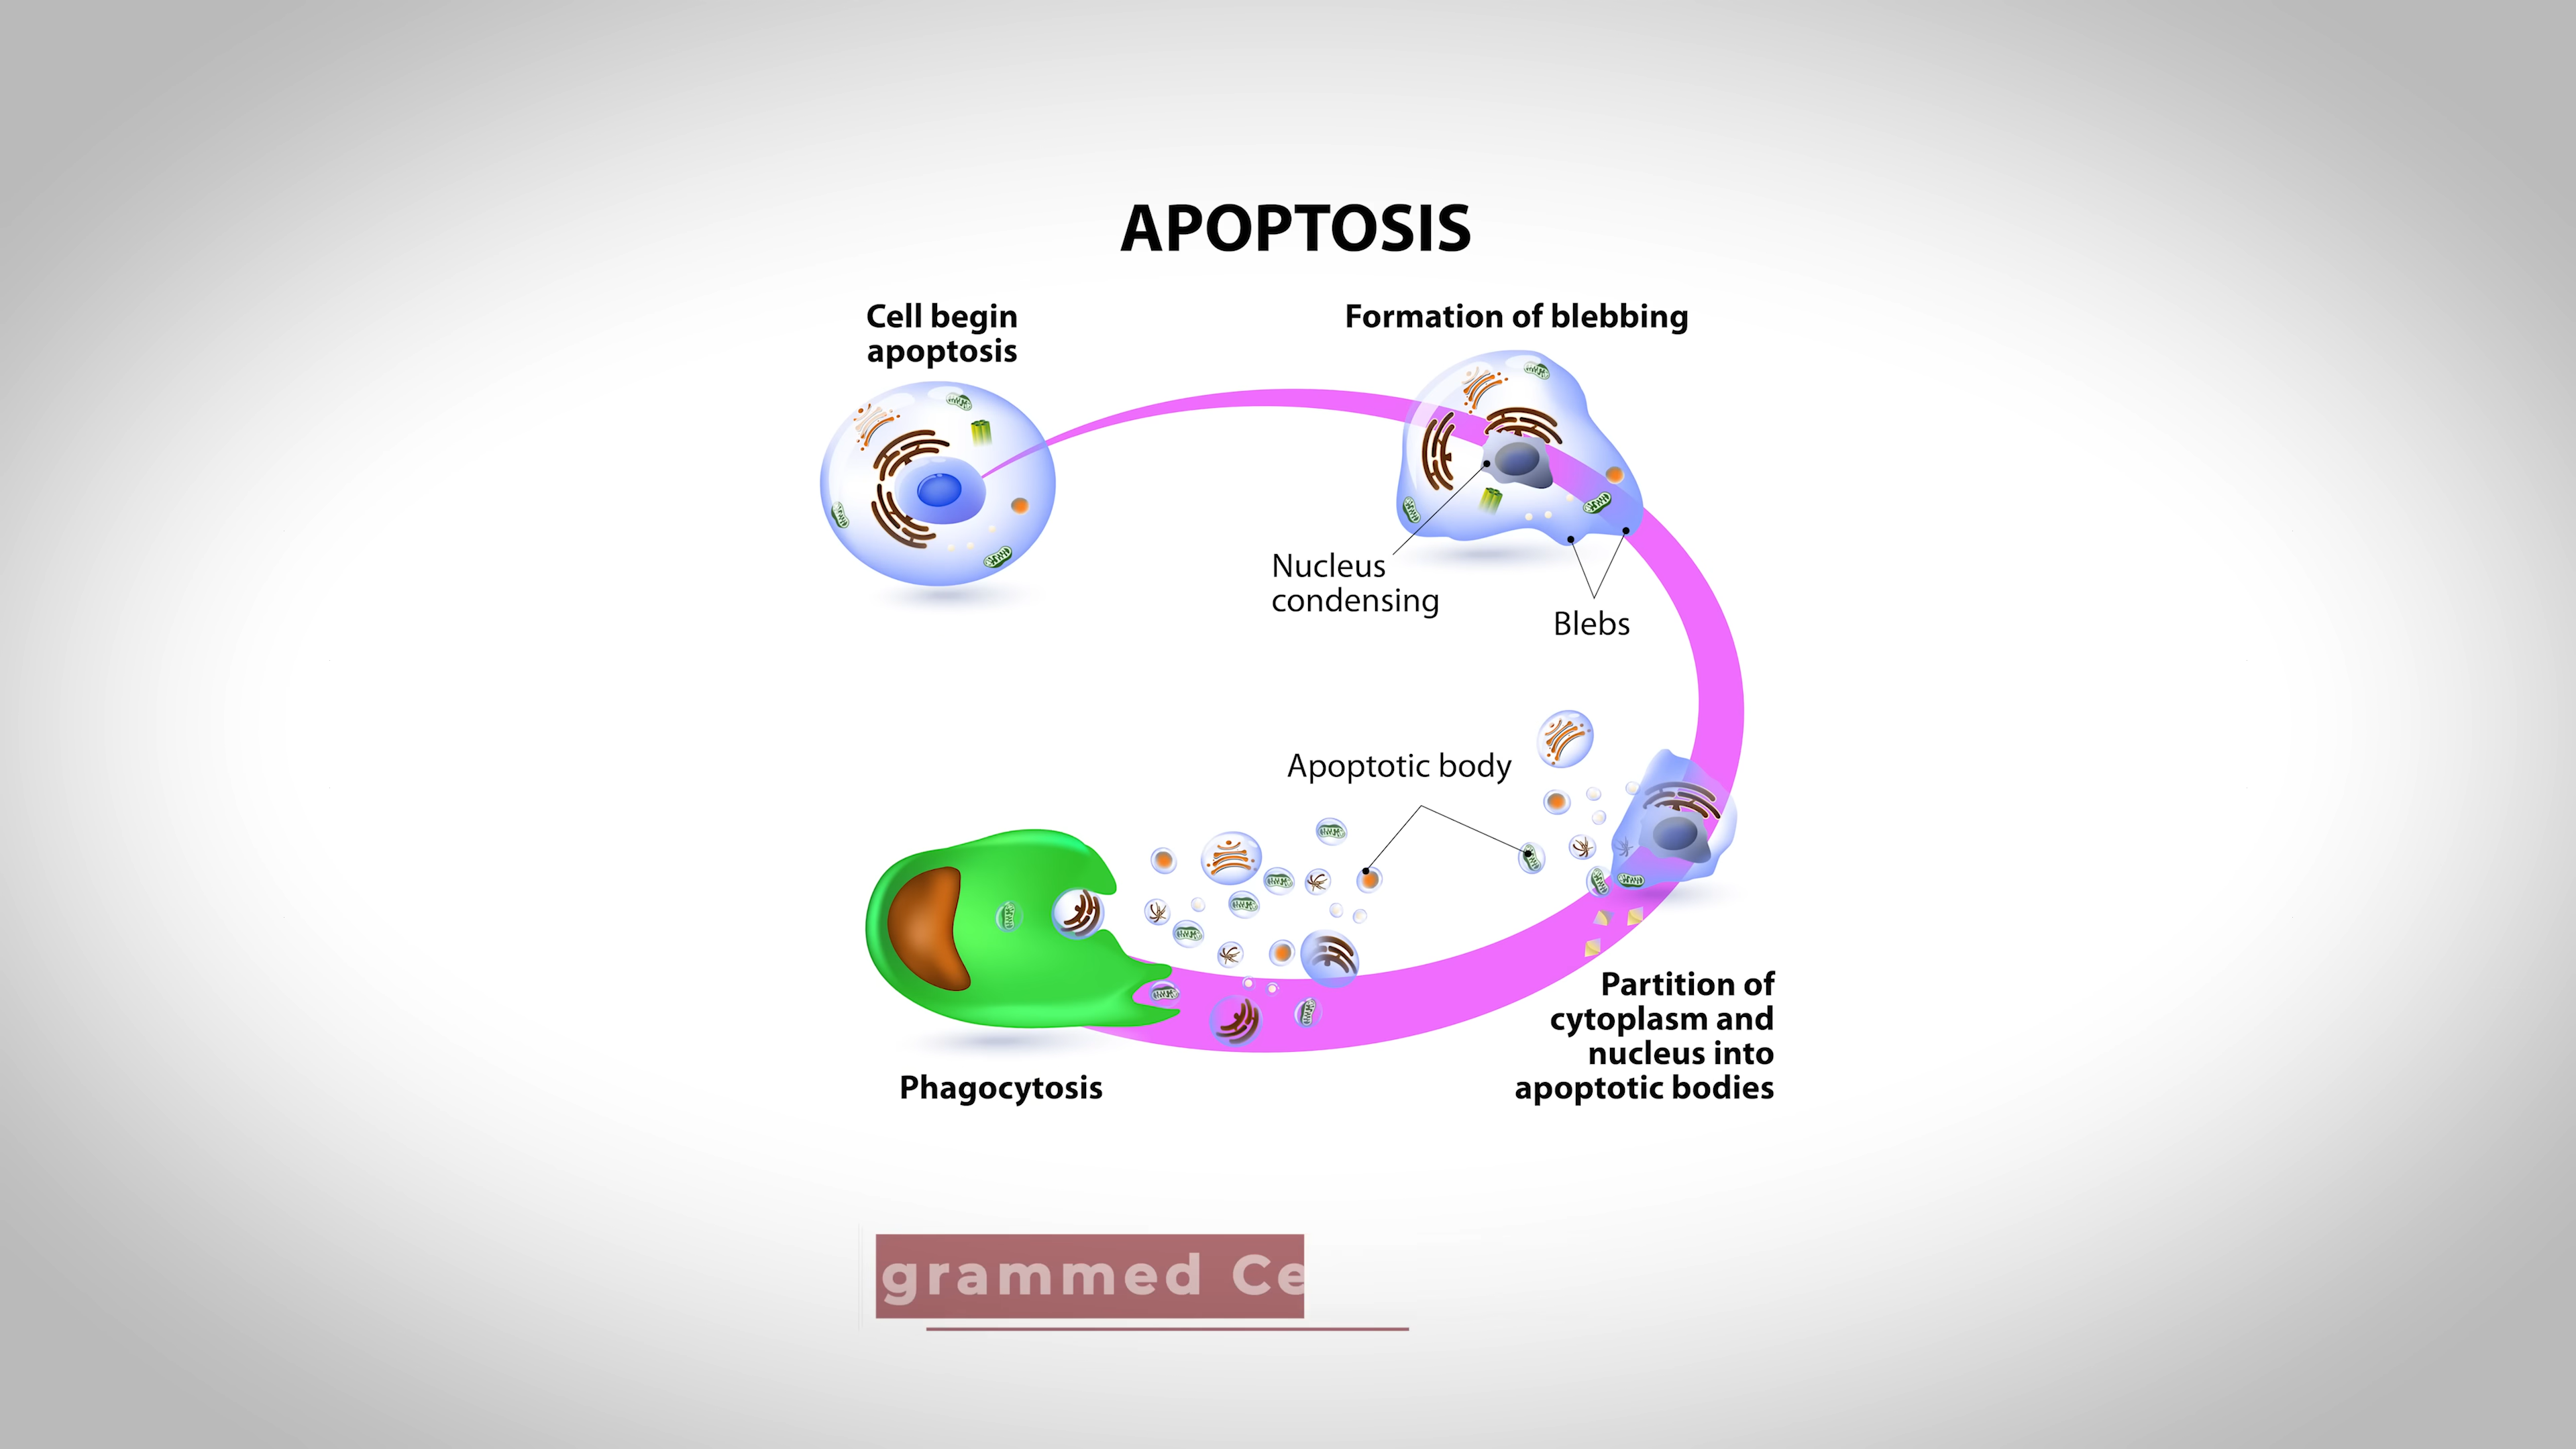 APOPTOSIS
Cell begin
apoptosis
Formation of blebbing
Nucleus
condensing
Blebs
Apoptotic body
Partition of
cytoplasm and
nucleus into
apoptotic bodies
Phagocytosis
grammed Ce